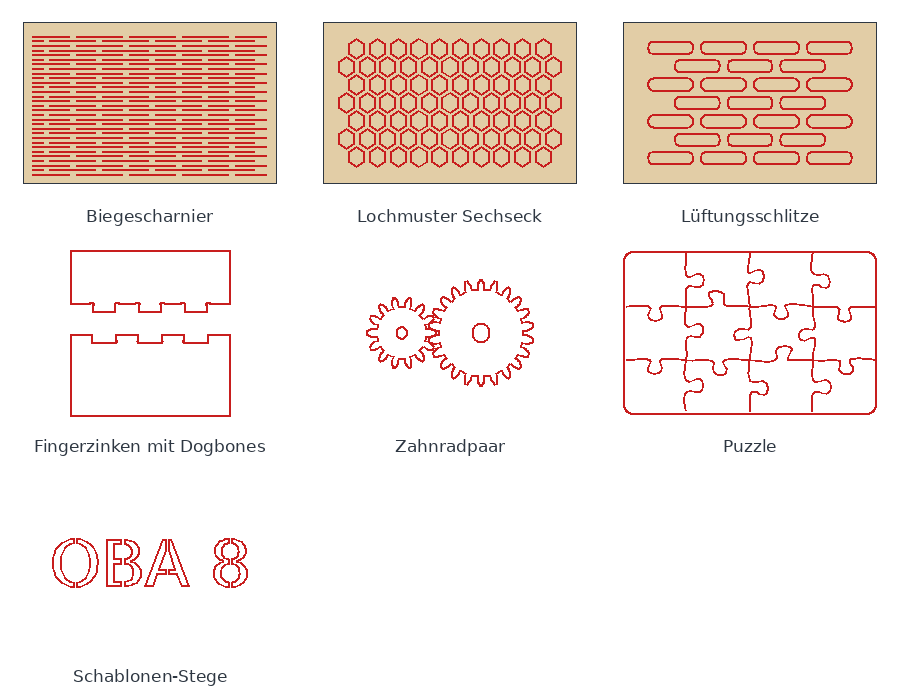 Biegescharnier
Lochmuster Sechseck
Lüftungsschlitze
Fingerzinken mit Dogbones
Zahnradpaar
Puzzle
OBA 8
Schablonen-Stege